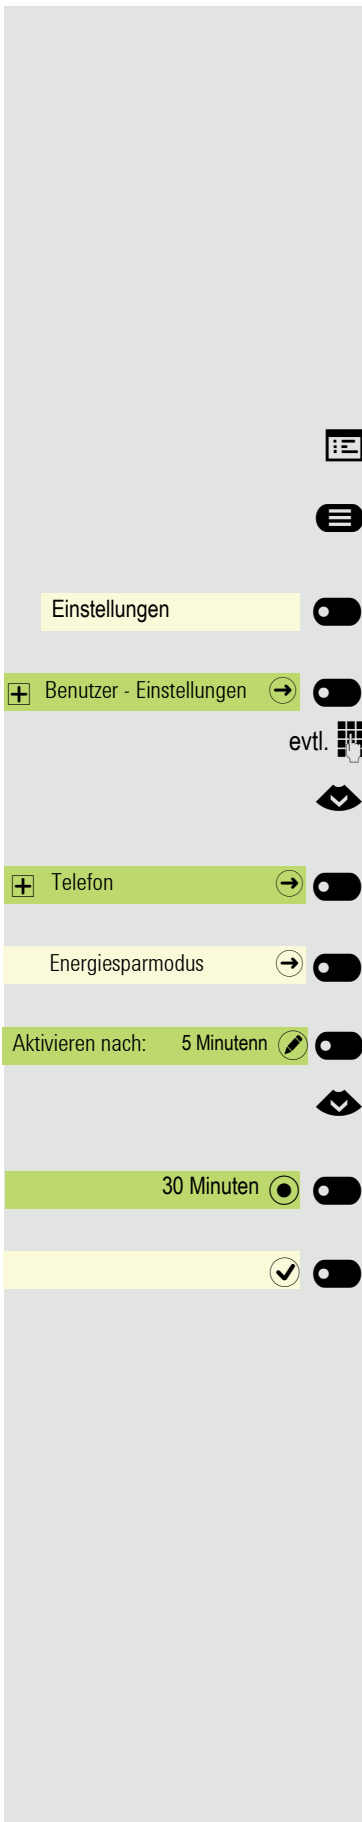 Einstellungen
Benutzer - Einstellungen
evtl.
Telefon
Energiesparmodus
Aktivieren nach: 5 Minutenn
30 Minuten